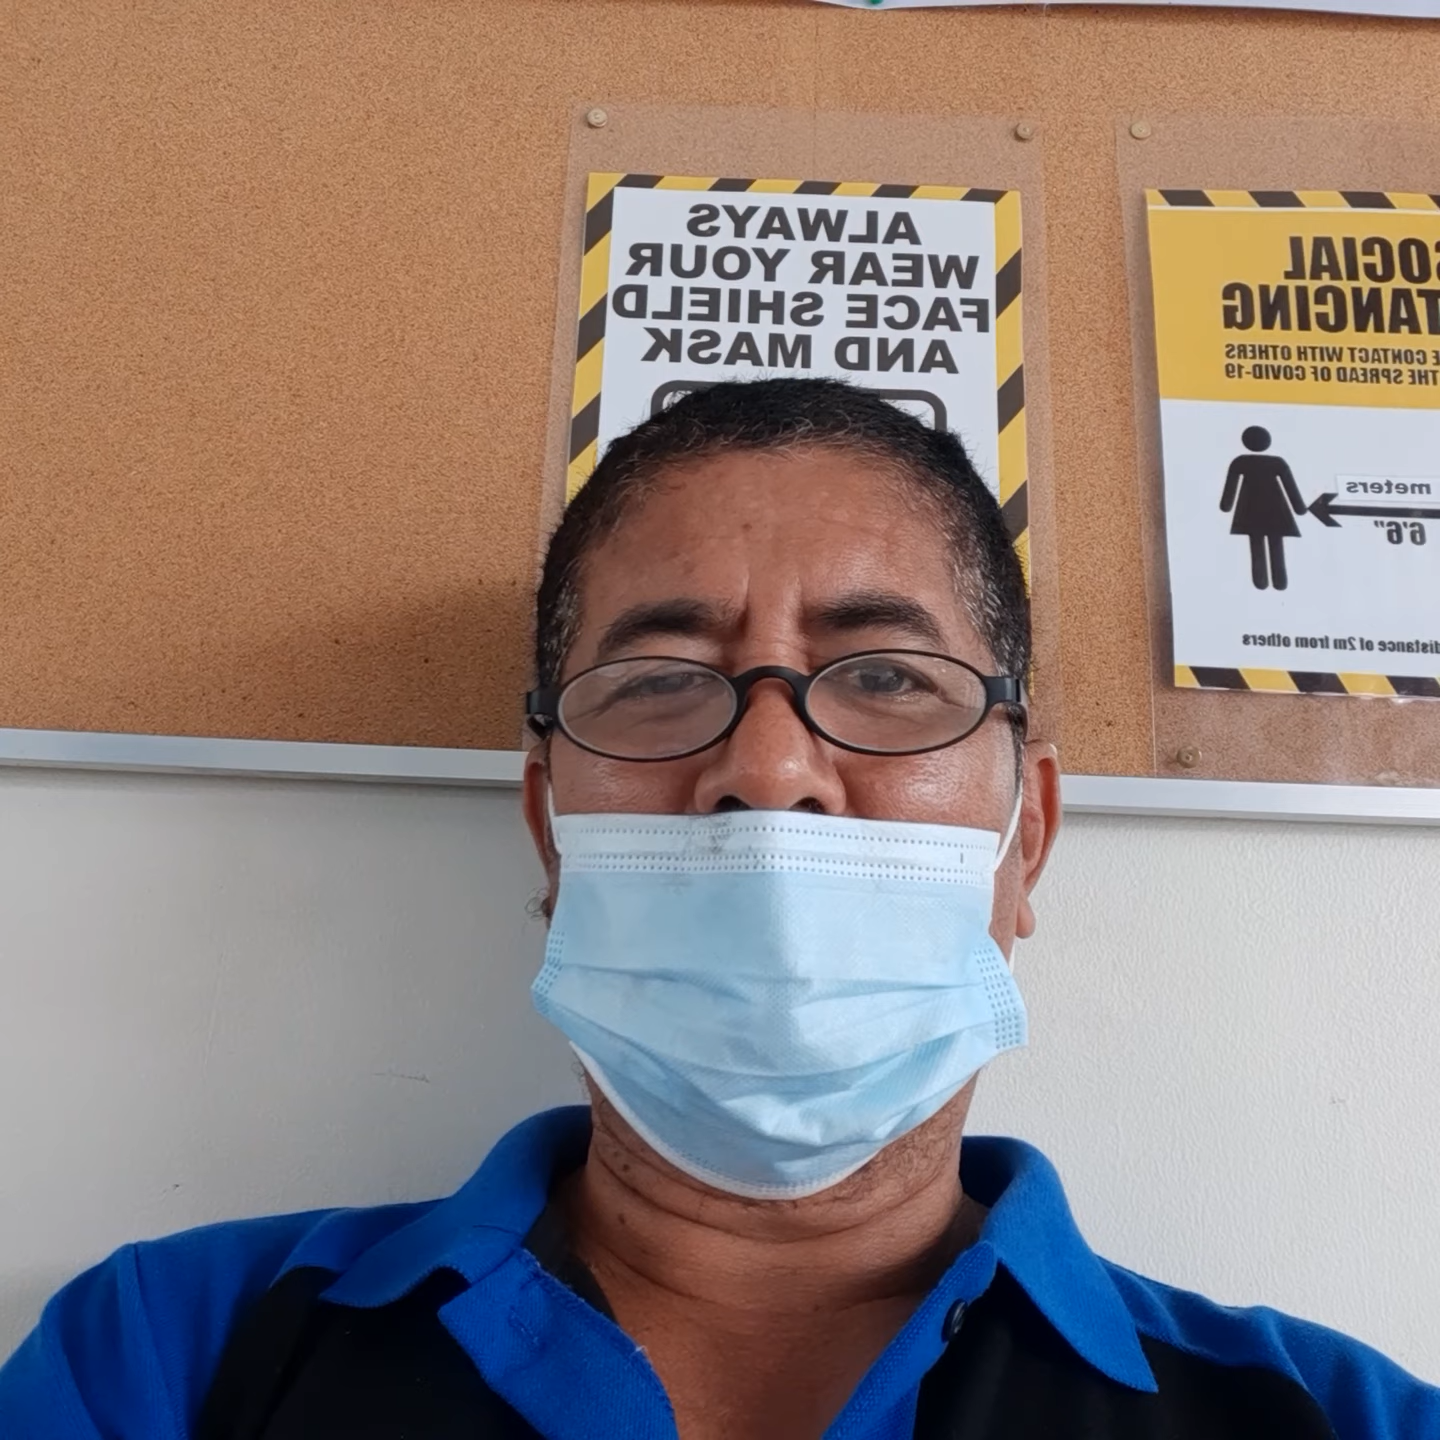 ALWAYS
WEAR YOUR
FACE SHIELD
AND MASK
SOCIAL
TANCING
E CONTACT WITH OTHERS
THE SPREAD OF COVID-19
meters
6'6"
distance of 2m from others